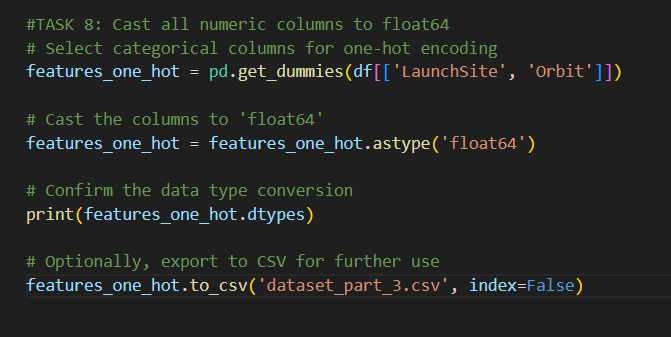 #TASK 8: Cast all numeric columns to float64
# Select categorical columns for one-hot encoding
features_one_hot = pd.get_dummies(df[['LaunchSite', 'Orbit']])
# Cast the columns to 'float64'
features_one_hot = features_one_hot.astype('float64')
# Confirm the data type conversion
print(features_one_hot.dtypes)
# Optionally, export to CSV for further use
features_one_hot.to_csv('dataset_part_3.csv', index=False)